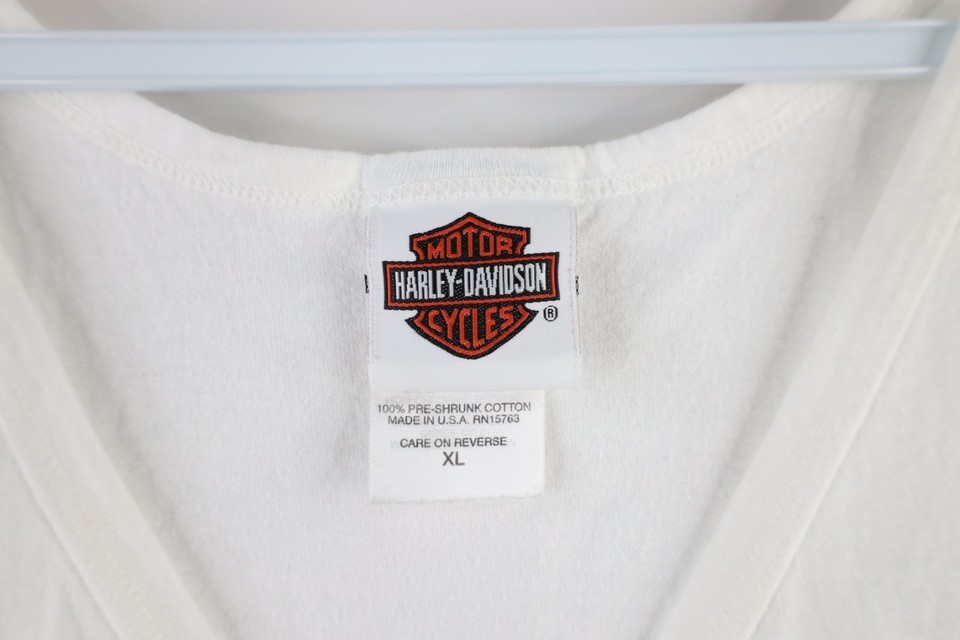 MOTOR
HARLEY-DAVIDSON
CYCLES
®
100% PRE-SHRUNK COTTON
MADE IN U.S.A. RN15763
CARE ON REVERSE
XL